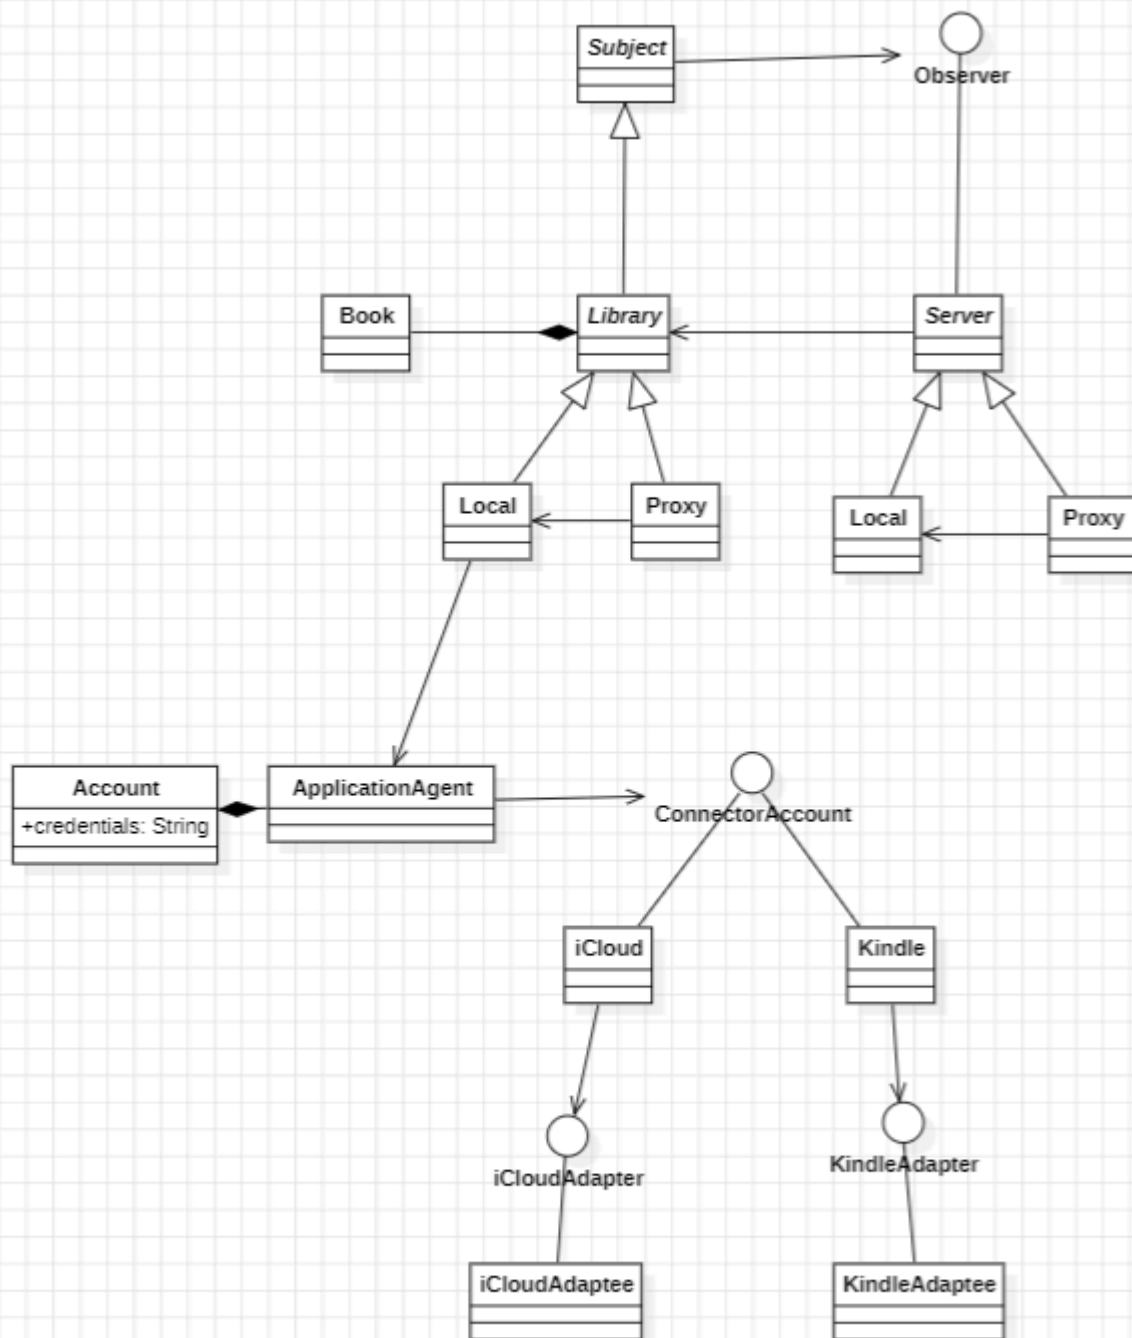 Subject
Observer
Book
Library
Server
Local
Proxy
Local
Proxy
Account
+credentials: String
ApplicationAgent
ConnectorAccount
iCloud
Kindle
iCloudAdapter
KindleAdapter
iCloudAdaptee
KindleAdaptee